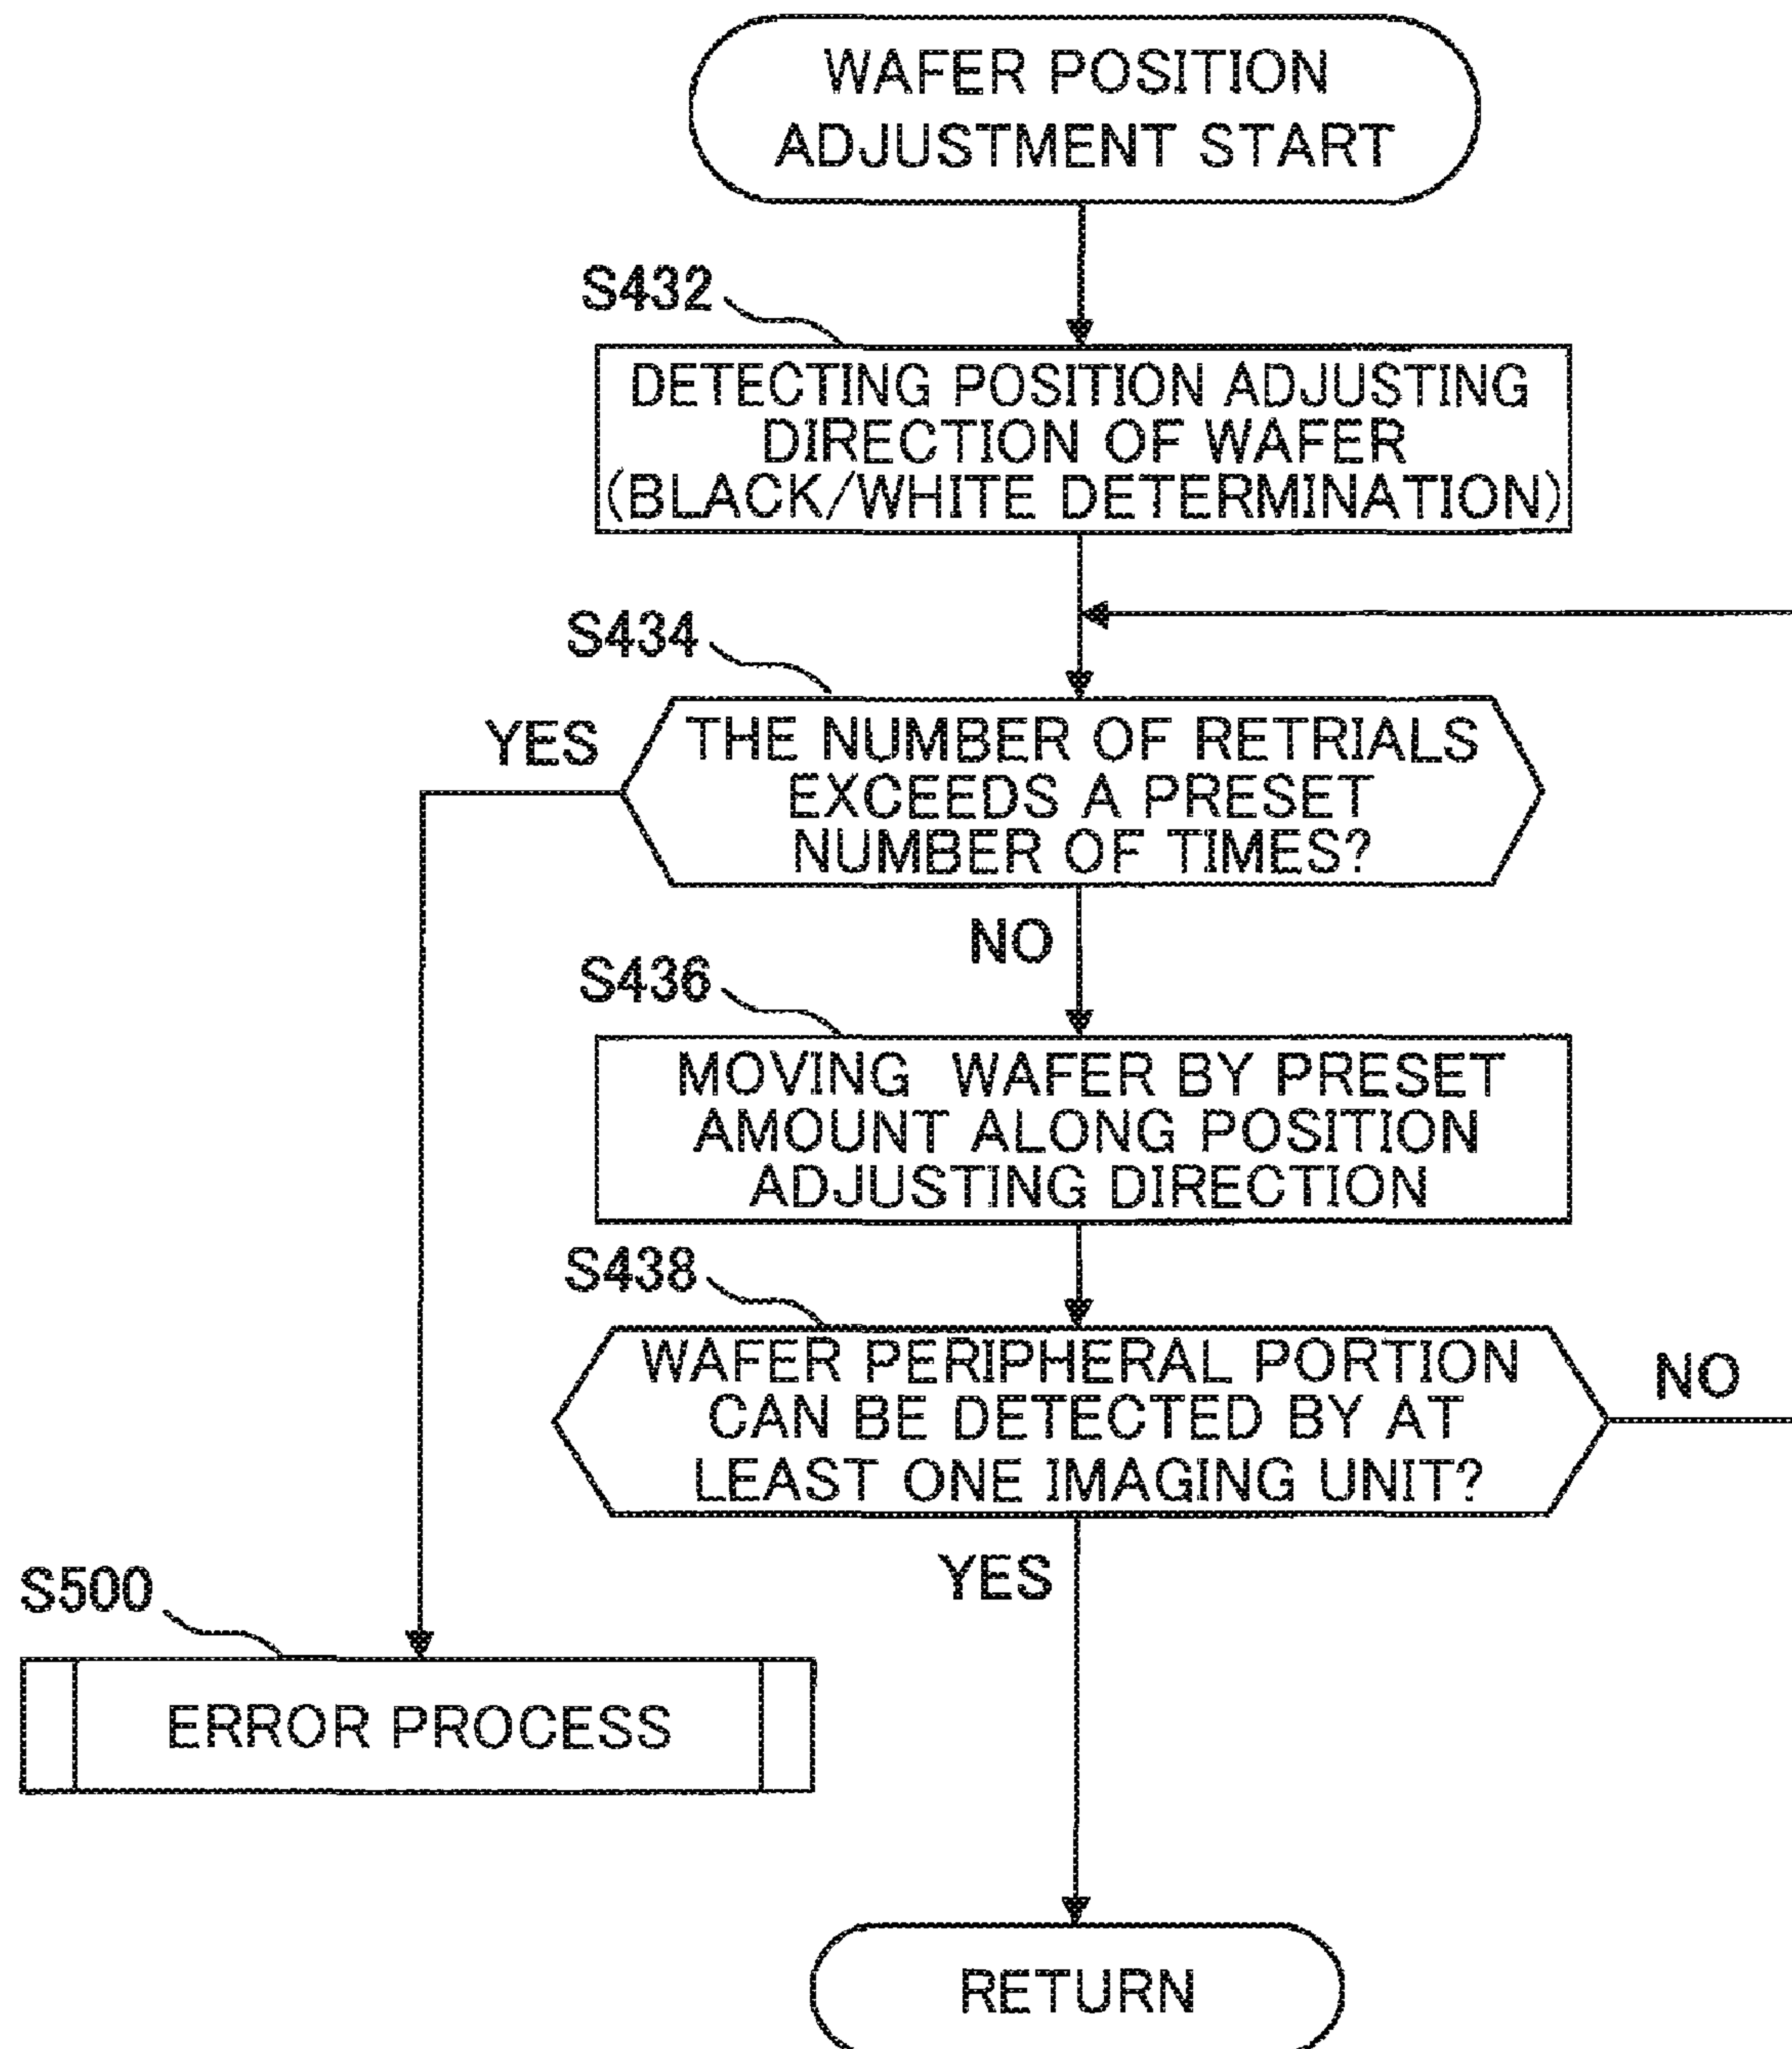 WAFER POSITION
ADJUSTMENT START
S432
DETECTING POSITION ADJUSTING
DIRECTION OF WAFER
(BLACK/WHITE DETERMINATION)
S434
YES
THE NUMBER OF RETRIALS
EXCEEDS A PRESET
NUMBER OF TIMES?
NO
S436
MOVING WAFER BY PRESET
AMOUNT ALONG POSITION
ADJUSTING DIRECTION
S438
WAFER PERIPHERAL PORTION
CAN BE DETECTED BY AT
LEAST ONE IMAGING UNIT?
NO
YES
S500
ERROR PROCESS
RETURN